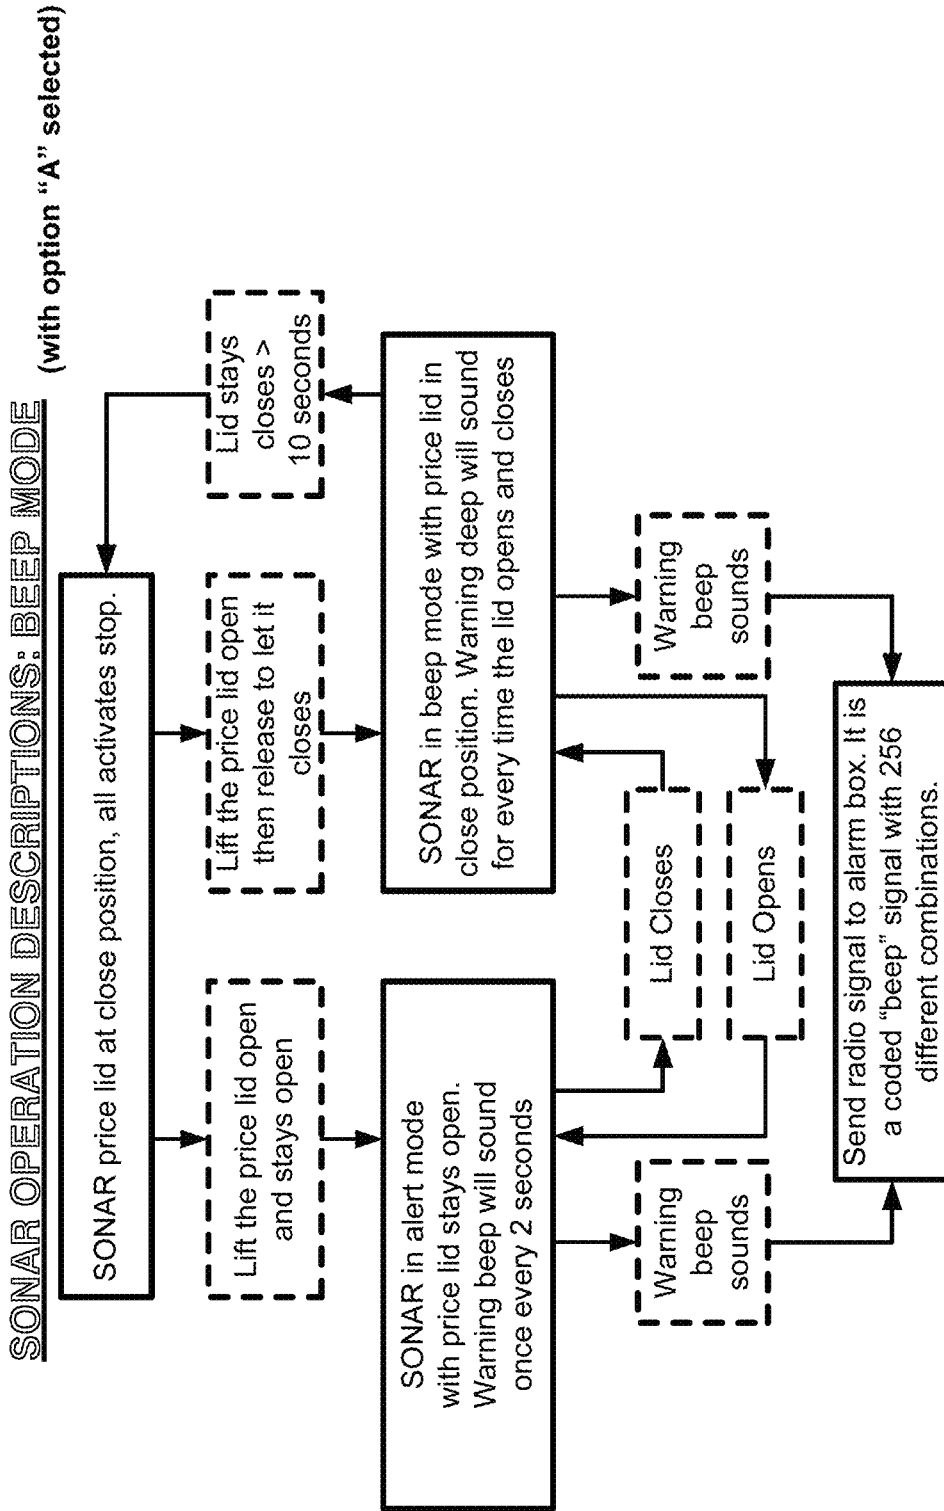 SONAR OPERATION DESCRIPTIONS: BEEP MODE
(with option “A” selected)
SONAR price lid at close position, all activates stop.
Lift the price lid open
and stays open
Lift the price lid open
then release to let it
closes
Lid stays
closes >
10 seconds
SONAR in alert mode
with price lid stays open.
Warning beep will sound
once every 2 seconds
SONAR in beep mode with price lid in
close position. Warning deep will sound
for every time the lid opens and closes
Lid Closes
Lid Opens
Warning
beep
sounds
Warning
beep
sounds
Send radio signal to alarm box. It is
a coded “beep” signal with 256
different combinations.